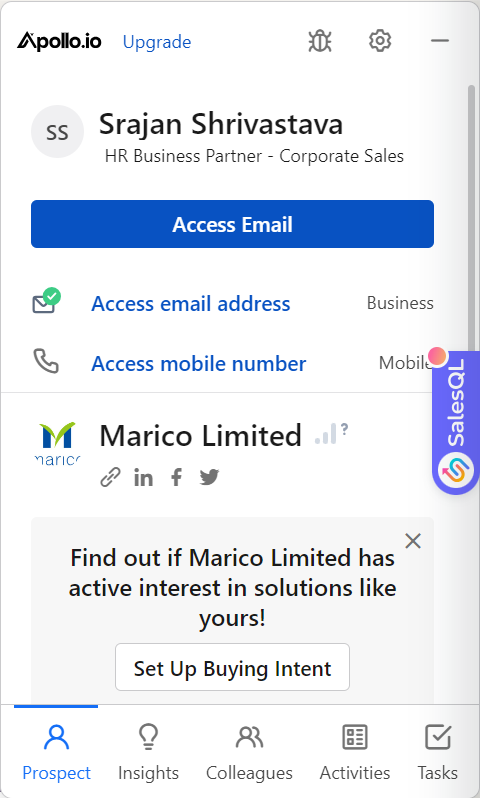 Apollo.io Upgrade
SS
Srajan Shrivastava
HR Business Partner - Corporate Sales
Access Email
Access email address Business
Access mobile number Mobile
SalesQL
marico
Marico Limited ?
Find out if Marico Limited has
active interest in solutions like
yours!
Set Up Buying Intent
Prospect Insights Colleagues Activities Tasks